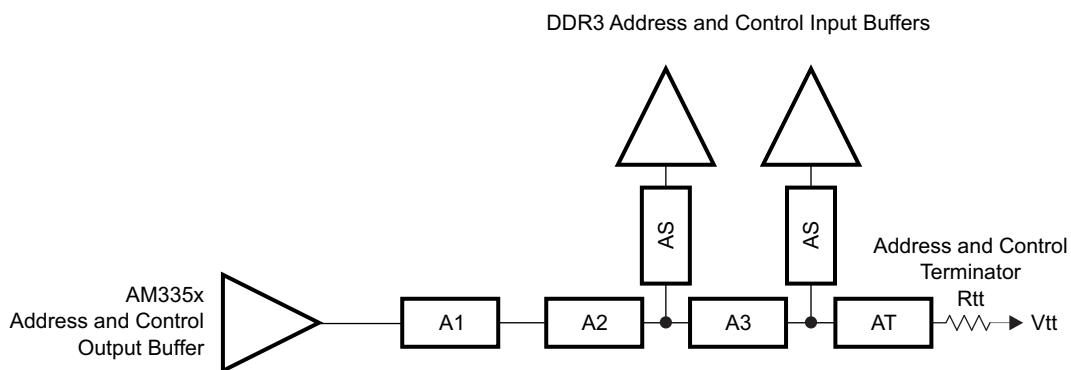 DDR3 Address and Control Input Buffers
AS
AS
Address and Control
Terminator
Rtt
AM335x
Address and Control
Output Buffer
A1
A2
A3
AT
Vtt